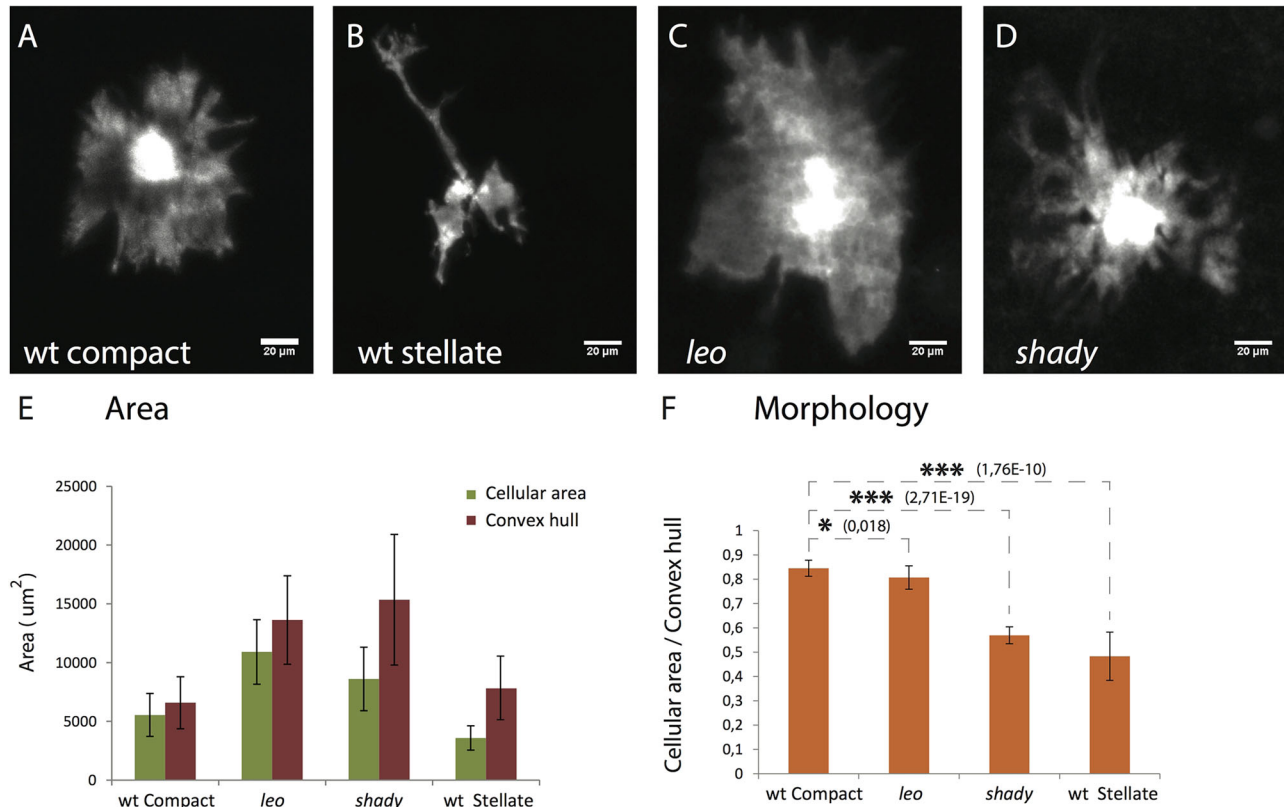 A
B
C
D
wt compact
20 µm
wt stellate
20 µm
leo
20 µm
shady
20 µm
E Area
Area ( um²)
25000
20000
15000
10000
5000
0
Cellular area
Convex hull
wt Compact
leo
shady
wt Stellate
F Morphology
Cellular area / Convex hull
*** (1,76E-10)
*** (2,71E-19)
* (0,018)
1
0,9
0,8
0,7
0,6
0,5
0,4
0,3
0,2
0,1
0
wt Compact
leo
shady
wt Stellate